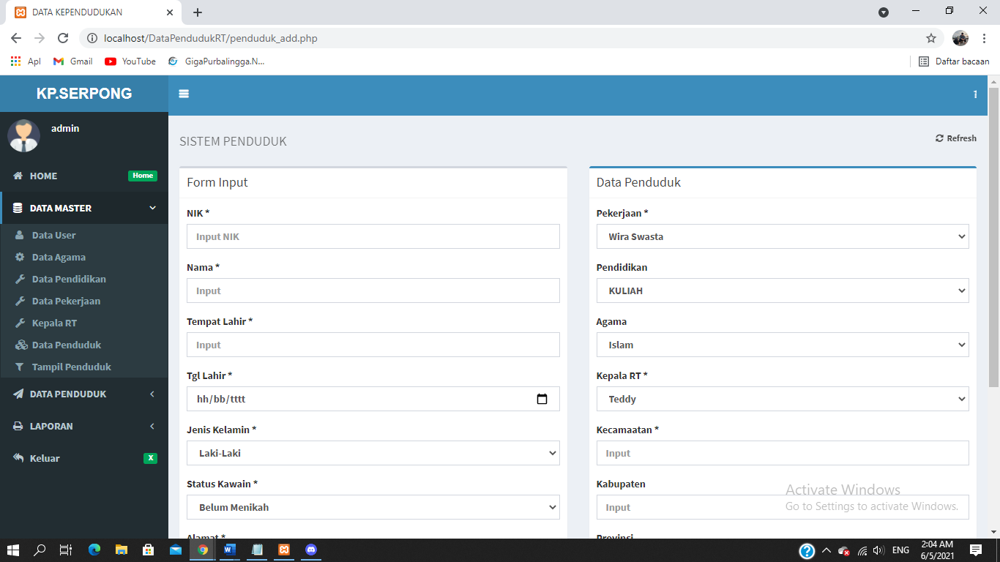 DATA KEPENDUDUKAN
localhost/DataPendudukRT/penduduk_add.php
Apl Gmail YouTube GigaPurbalingga.N... Daftar bacaan
KP.SERPONG
admin
SISTEM PENDUDUK Refresh
HOME Home
DATA MASTER
Data User
Data Agama
Data Pendidikan
Data Pekerjaan
Kepala RT
Data Penduduk
Tampil Penduduk
DATA PENDUDUK
LAPORAN
Keluar X
Form Input
NIK *
Input NIK
Nama *
Input
Tempat Lahir *
Input
Tgl Lahir *
hh/bb/tttt
Jenis Kelamin *
Laki-Laki
Status Kawain *
Belum Menikah
Alamat *
Data Penduduk
Pekerjaan *
Wira Swasta
Pendidikan
KULIAH
Agama
Islam
Kepala RT *
Teddy
Kecamaatan *
Input
Kabupaten
Input
Provinsi
Activate Windows
Go to Settings to activate Windows.
ENG
2:04 AM
6/5/2021